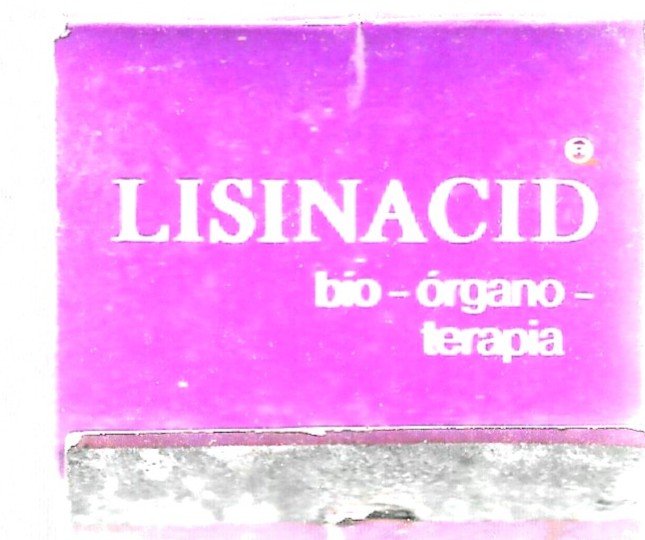 LISINACID ®
bio - órgano -
terapia